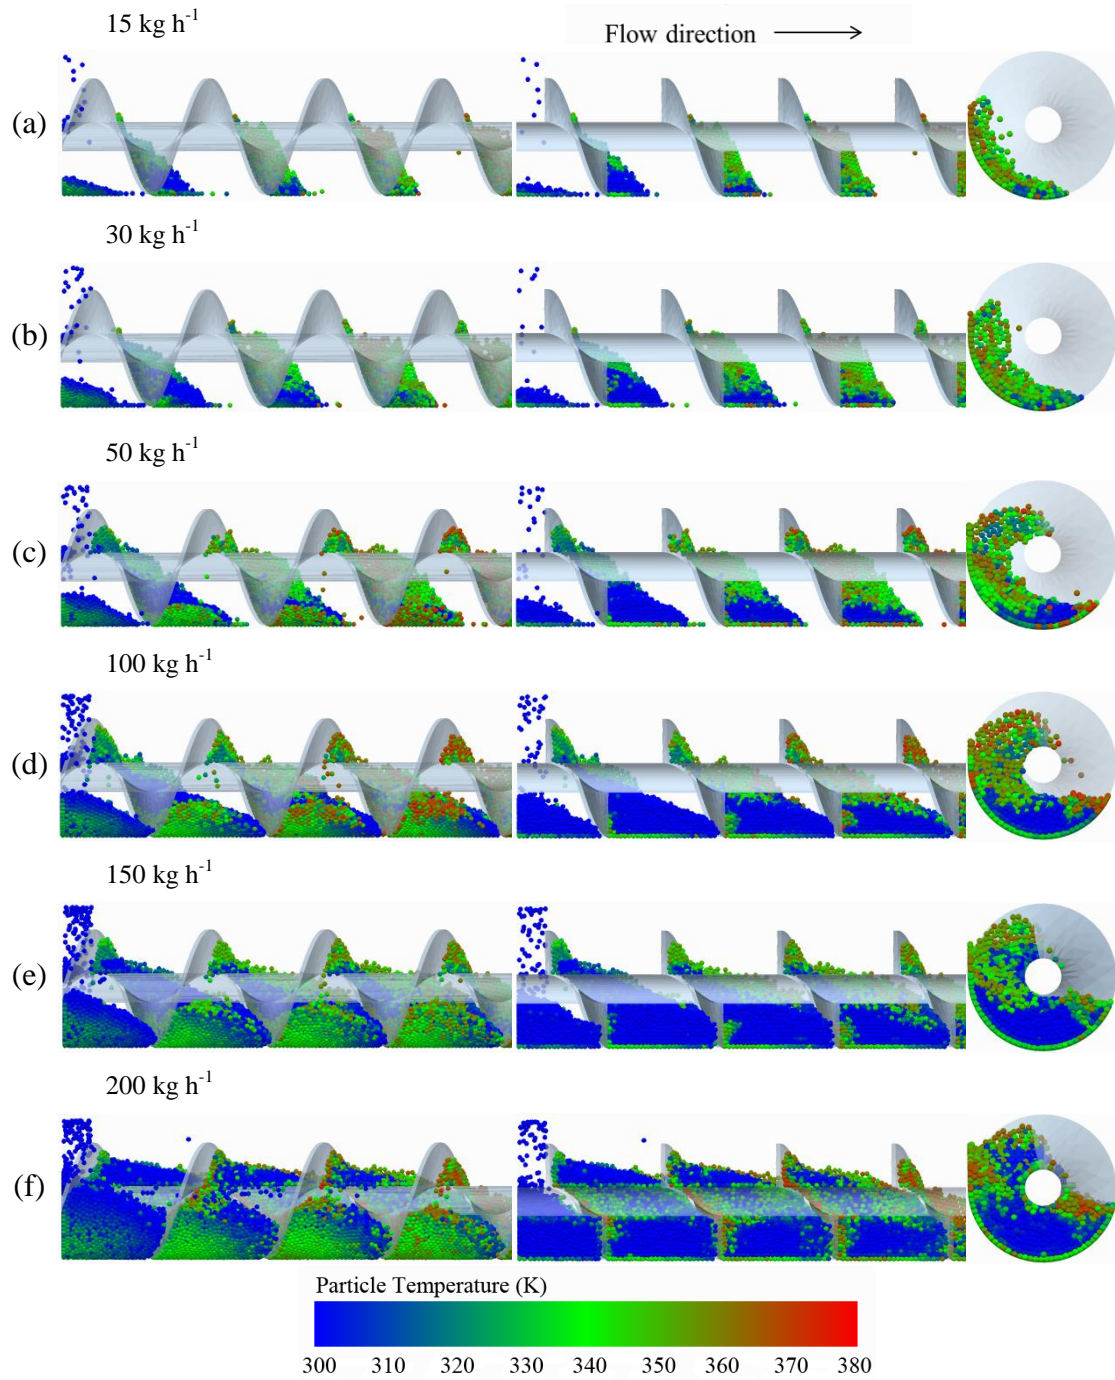 15 kg h-1
Flow direction
(a)
30 kg h-1
(b)
50 kg h-1
(c)
100 kg h-1
(d)
150 kg h-1
(e)
200 kg h-1
(f)
Particle Temperature (K)
300 310 320 330 340 350 360 370 380